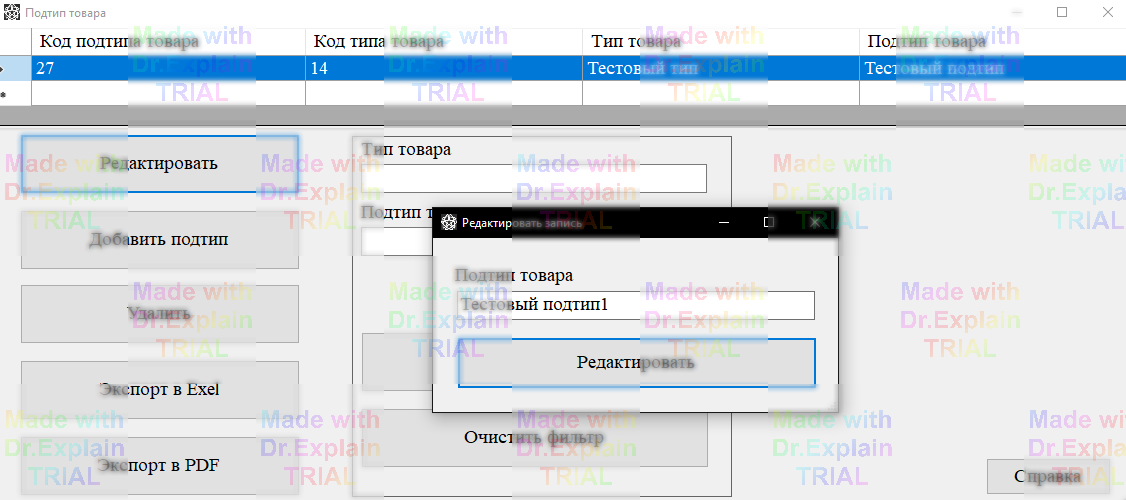 Подтип товара
Код подтипа товара Код типа товара Тип товара Подтип товара
27 14 Тестовый тип Тестовый подтип
Редактировать
Добавить подтип
Удалить
Экспорт в Exel
Экспорт в PDF
Тип товара
Подтип т
Редактировать запись
Подтип товара
Тестовый подтип1
Редактировать
Очистить фильтр
Справка
Made with
Dr.Explain
TRIAL